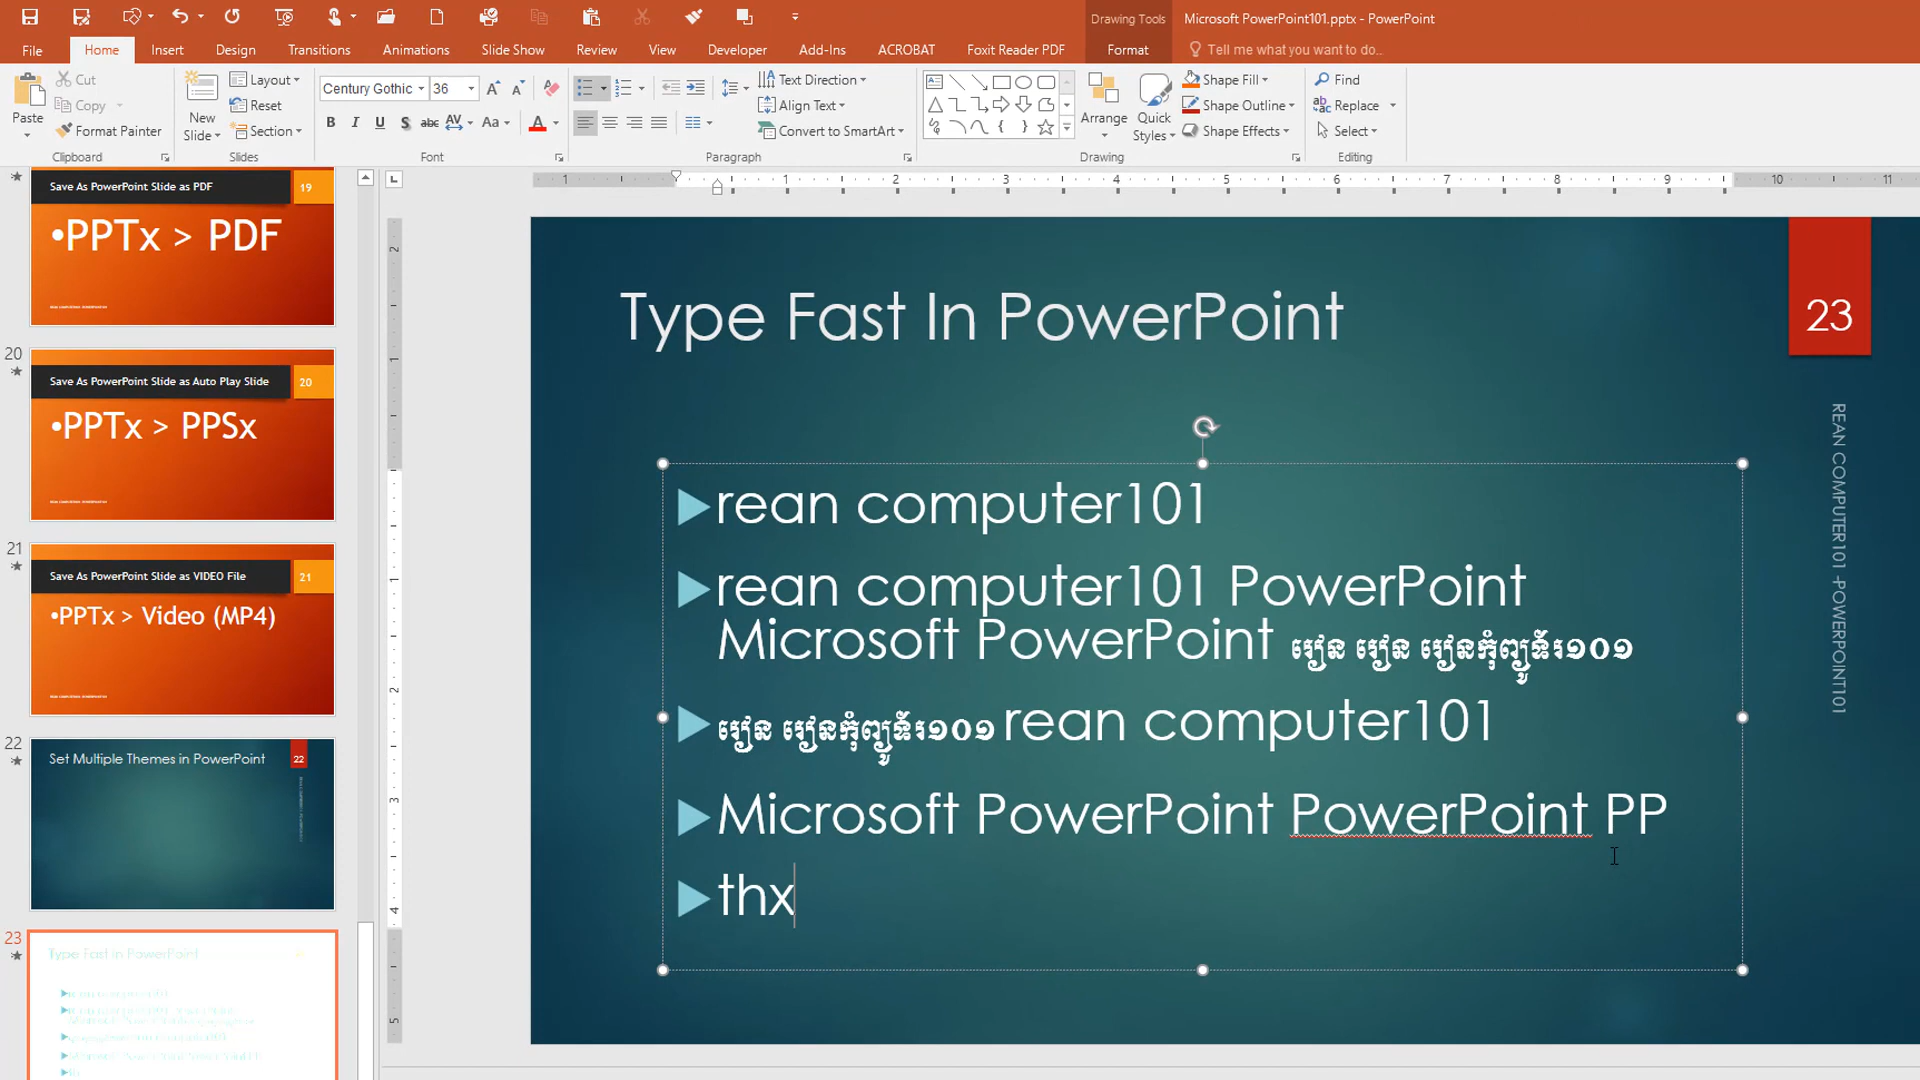 Drawing Tools
Microsoft PowerPoint101.pptx - PowerPoint
File
Home
Insert
Design
Transitions
Animations
Slide Show
Review
View
Developer
Add-Ins
ACROBAT
Foxit Reader PDF
Format
Tell me what you want to do..
Paste
Cut
Copy
Format Painter
Clipboard
New
Slide
Layout
Reset
Section
Slides
Century Gothic
36
B I U S abc AV Aa A
Font
Text Direction
Align Text
Convert to SmartArt
Paragraph
Arrange
Quick
Styles
Shape Fill
Shape Outline
Shape Effects
Drawing
Find
Replace
Select
Editing
Save As PowerPoint Slide as PDF
19
•PPTx > PDF
20
Save As PowerPoint Slide as Auto Play Slide
20
•PPTx > PPSx
21
Save As PowerPoint Slide as VIDEO File
21
•PPTx > Video (MP4)
22
Set Multiple Themes in PowerPoint
22
23
Type Fast In PowerPoint
Type Fast In PowerPoint
23
REAN COMPUTER101 -POWERPOINT101
rean computer101
rean computer101 PowerPoint
Microsoft PowerPoint រៀន រៀន រៀនកុំព្យូទ័រ១០១
រៀន រៀនកុំព្យូទ័រ១០១ rean computer101
Microsoft PowerPoint PowerPoint PP
thx